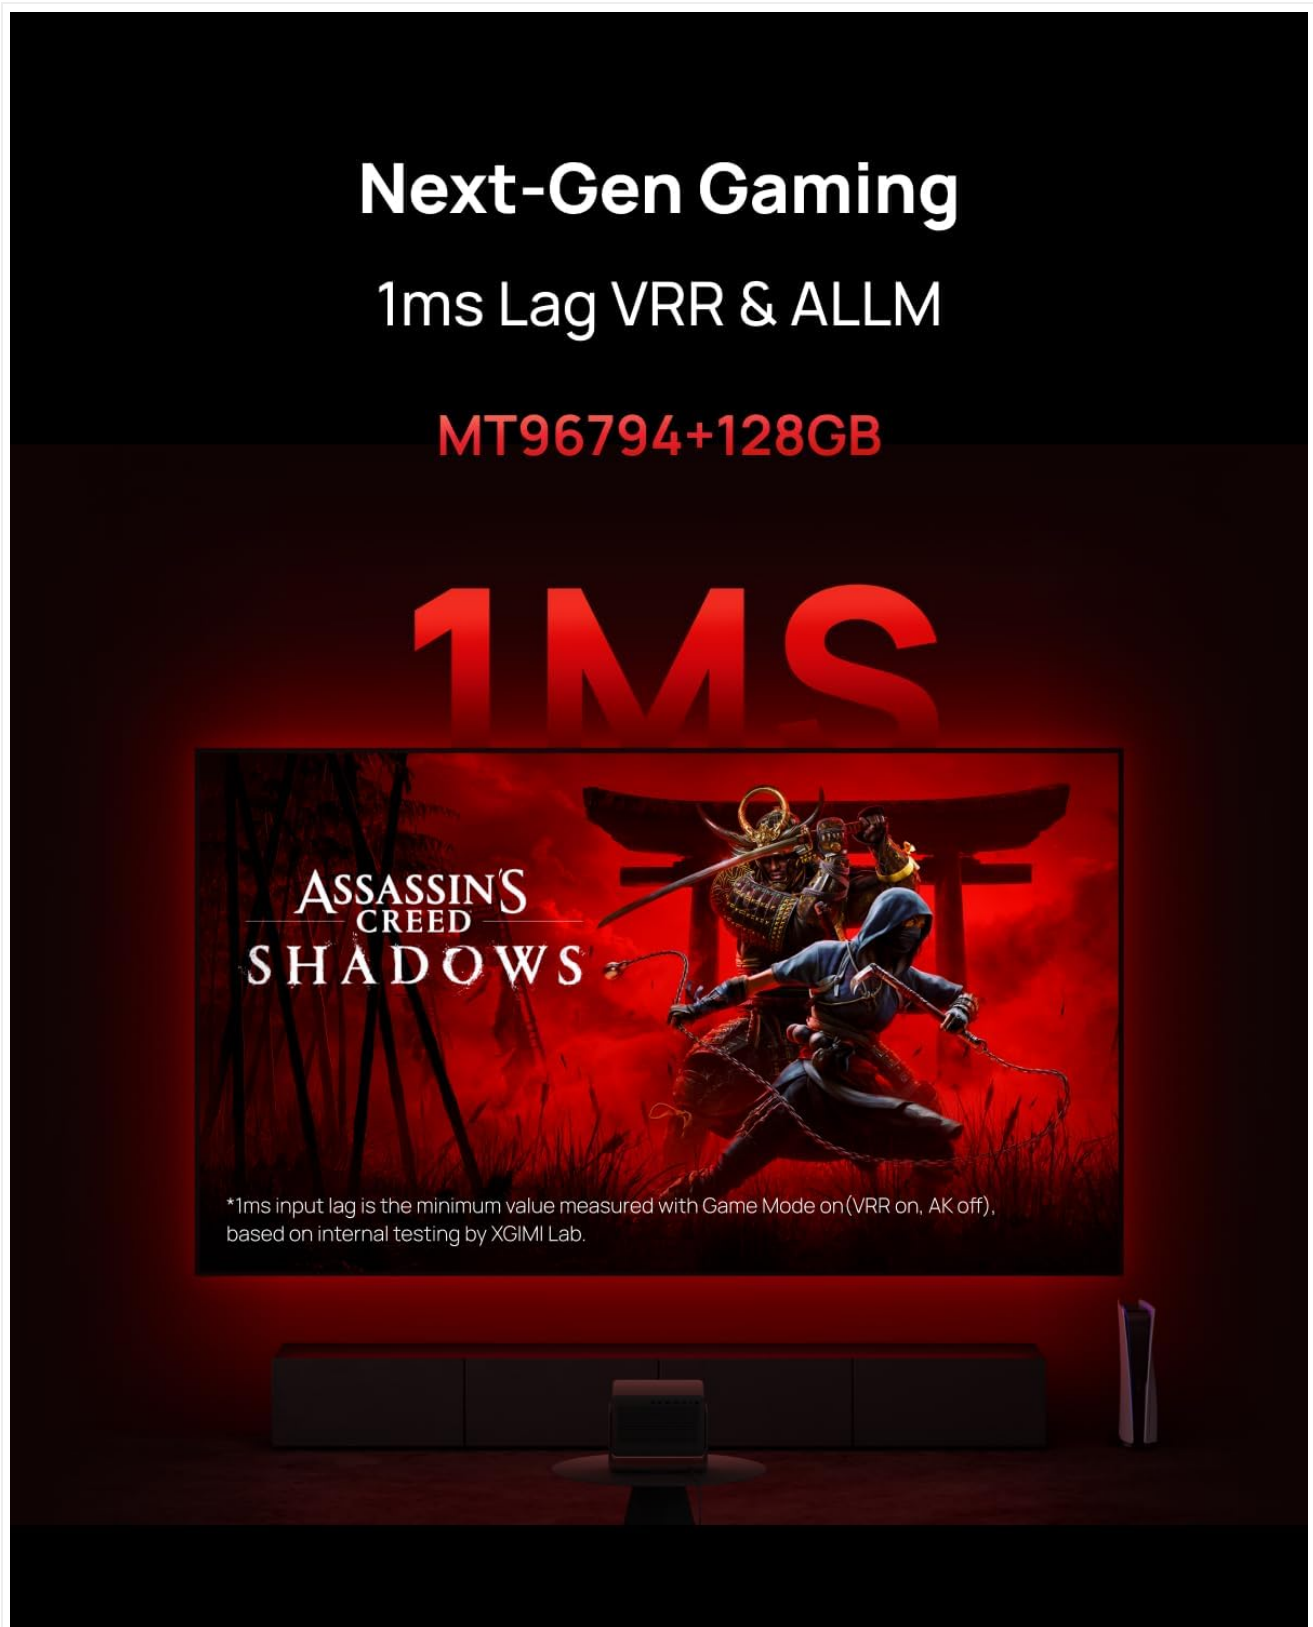 Next-Gen Gaming
1ms Lag VRR & ALLM
MT96794+128GB
1MS
ASSASSIN'S
CREED
SHADOWS
*1ms input lag is the minimum value measured with Game Mode on(VRR on, AK off),
based on internal testing by XGIMI Lab.